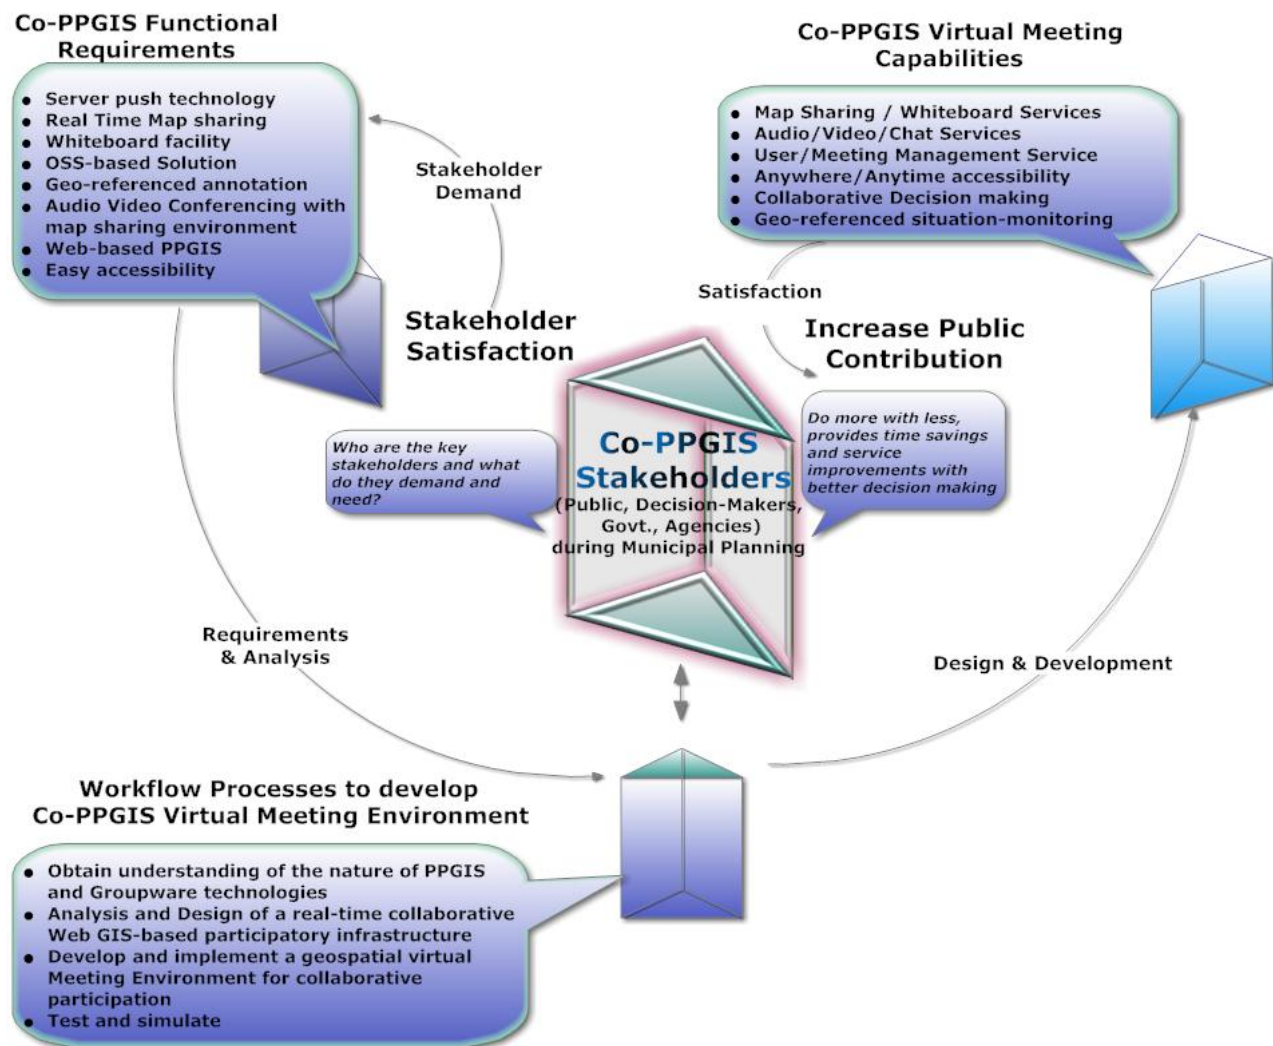 Co-PPGIS Functional
Requirements
● Server push technology
● Real Time Map sharing
● Whiteboard facility
● OSS-based Solution
● Geo-referenced annotation
● Audio Video Conferencing with
map sharing environment
● Web-based PPGIS
● Easy accessibility
Stakeholder
Demand
Co-PPGIS Virtual Meeting
Capabilities
● Map Sharing / Whiteboard Services
● Audio/Video/Chat Services
● User/Meeting Management Service
● Anywhere/Anytime accessibility
● Collaborative Decision making
● Geo-referenced situation-monitoring
Satisfaction
Stakeholder
Satisfaction
Increase Public
Contribution
Who are the key
stakeholders and what
do they demand and
need?
Co-PPGIS
Stakeholders
(Public, Decision-Makers,
Govt., Agencies)
during Municipal Planning
Do more with less,
provides time savings
and service
improvements with
better decision making
Requirements
& Analysis
Design & Development
Workflow Processes to develop
Co-PPGIS Virtual Meeting Environment
● Obtain understanding of the nature of PPGIS
and Groupware technologies
● Analysis and Design of a real-time collaborative
Web GIS-based participatory infrastructure
● Develop and implement a geospatial virtual
Meeting Environment for collaborative
participation
● Test and simulate